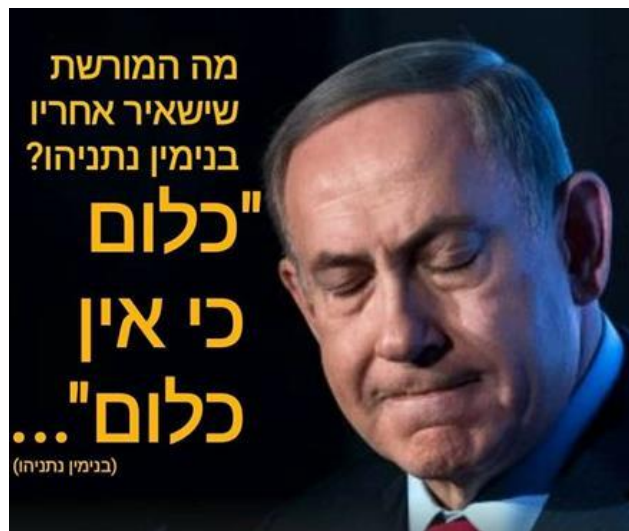 מה המורשת
שישאיר אחריו
בנימין נתניהו?
"כלום
כי אין
כלום"...
(בנימין נתניהו)